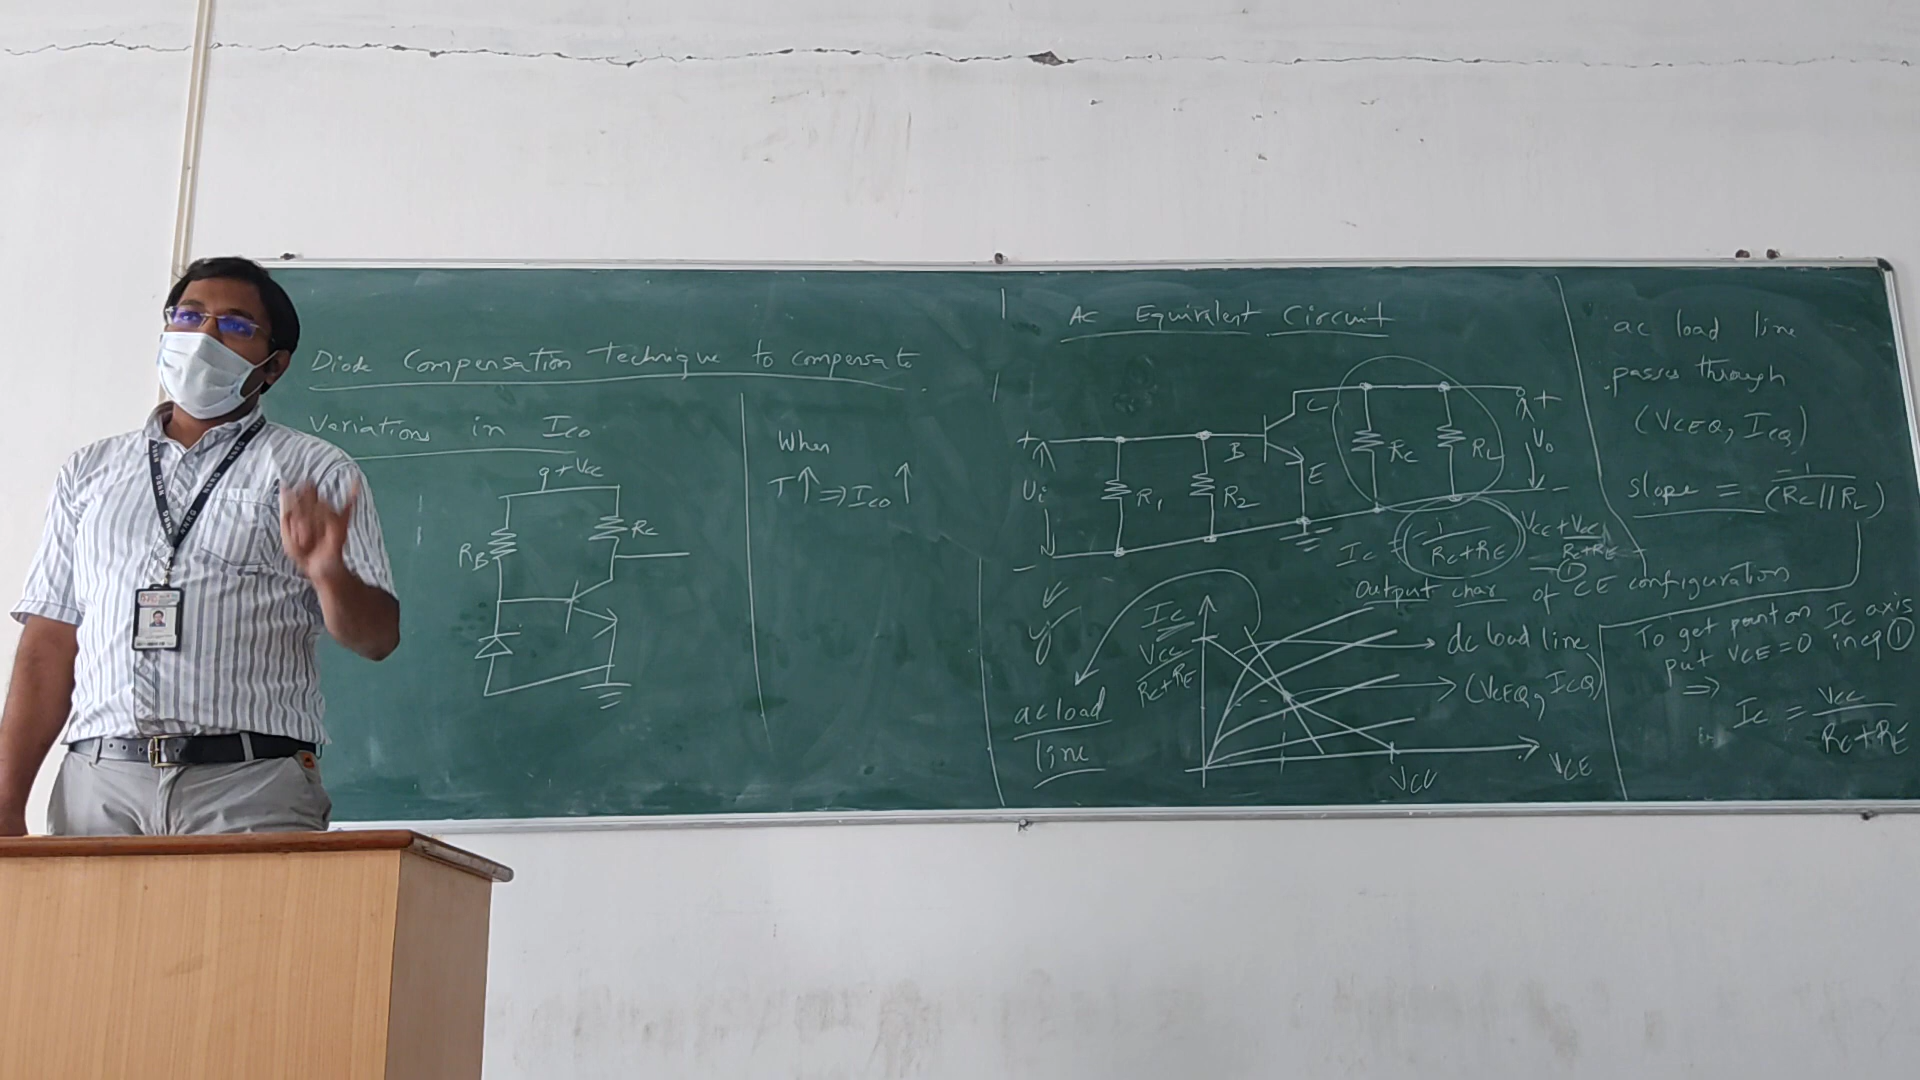 Diode Compensation Technique to compensate
Variations in Ico
+Vcc
RB
Rc
When
T↑ ⇒ Ico ↑
Ac Equivalent Circuit
+
Vi
R1
R2
B
C
E
Rc
RL
+
Vo
-
-
Ic = -1/(Rc+RE) VCE + Vcc/(Rc+RE) — ①
Output char of CE configuration
Ic
Vcc/(Rc+RE)
dc load line
(VCEQ, ICQ)
ac load
line
Vcc
VCE
ac load line
passes through
(VCEQ, ICQ)
slope = -1/(Rc//RL)
To get point on Ic axis
put VCE = 0 in eq ①
⇒
Ic = Vcc/(Rc+RE)